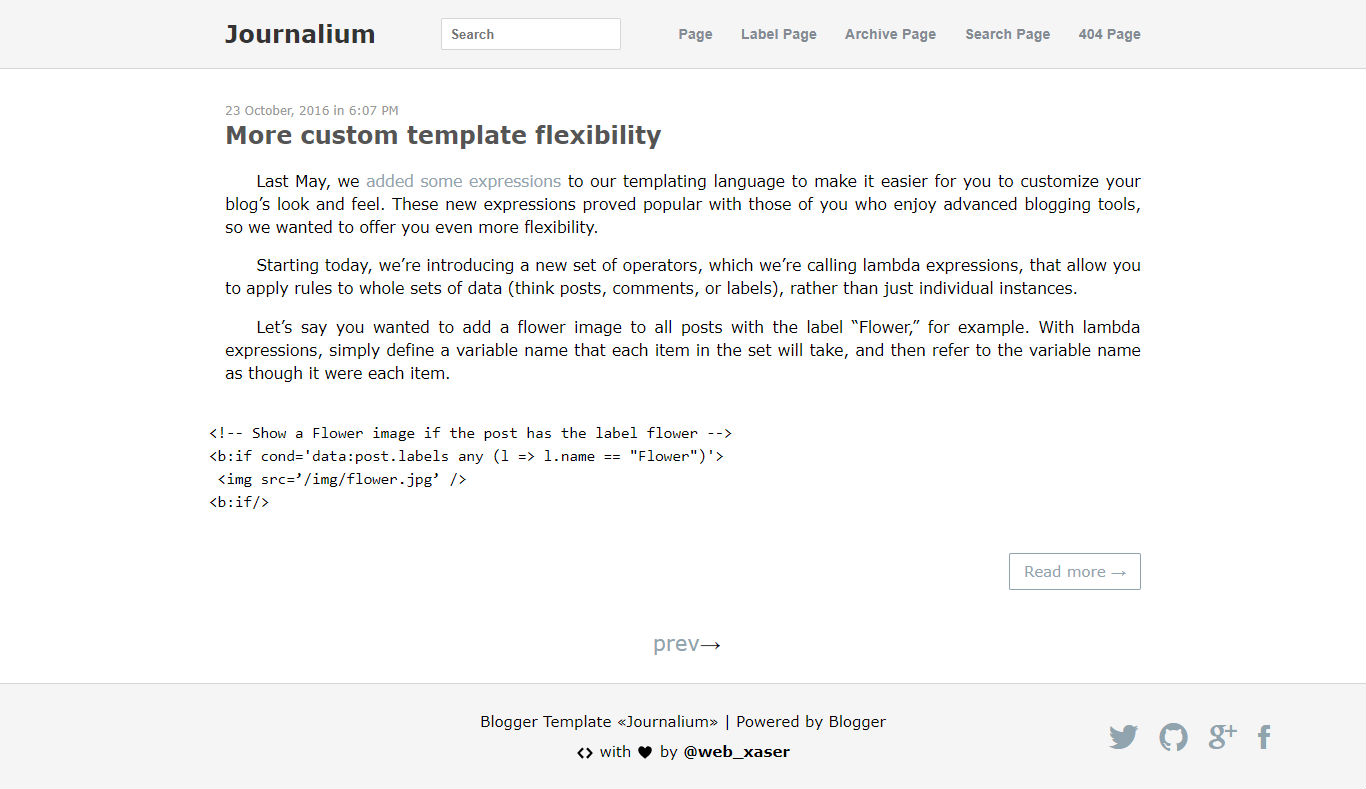 Journalium
Search
Page
Label Page
Archive Page
Search Page
404 Page
23 October, 2016 in 6:07 PM
More custom template flexibility
Last May, we added some expressions to our templating language to make it easier for you to customize your
blog’s look and feel. These new expressions proved popular with those of you who enjoy advanced blogging tools,
so we wanted to offer you even more flexibility.
Starting today, we’re introducing a new set of operators, which we’re calling lambda expressions, that allow you
to apply rules to whole sets of data (think posts, comments, or labels), rather than just individual instances.
Let’s say you wanted to add a flower image to all posts with the label “Flower,” for example. With lambda
expressions, simply define a variable name that each item in the set will take, and then refer to the variable name
as though it were each item.
<!-- Show a Flower image if the post has the label flower -->
<b:if cond='data:post.labels any (l => l.name == "Flower")'>
<img src=’/img/flower.jpg’ />
<b:if/>
Read more →
prev→
Blogger Template «Journalium» | Powered by Blogger
<> with ♥ by @web_xaser
g+
f